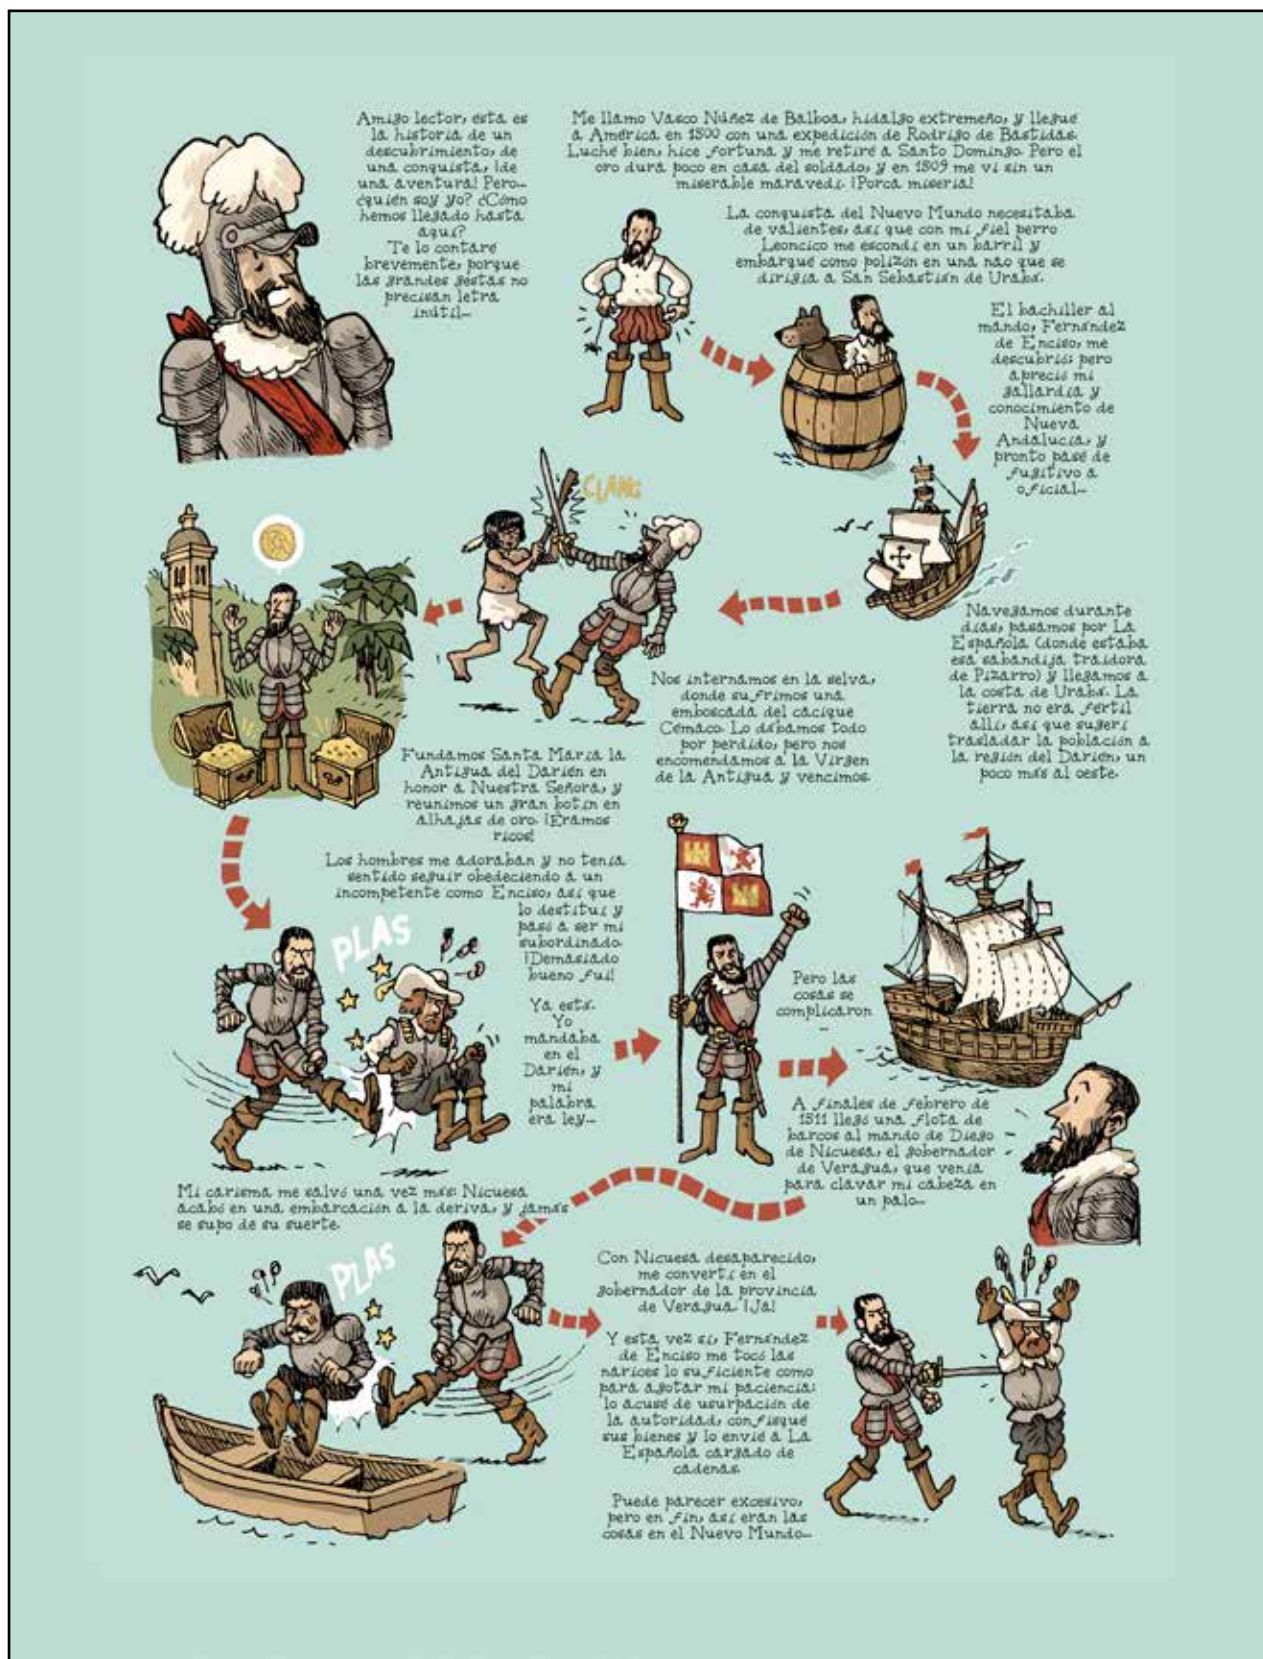 Amigo lector, esta es
la historia de un
descubrimiento, de
una conquista, ¡de
una aventura! Pero...
¿quién soy yo? ¿Cómo
hemos llegado hasta
aquí?
Te lo contaré
brevemente, porque
las grandes gestas no
precisan letra
inútil...
Me llamo Vasco Núñez de Balboa, hidalgo extremeño, y llegué
a América en 1500 con una expedición de Rodrigo de Bastidas.
Luché bien, hice fortuna y me retiré a Santo Domingo. Pero el
oro dura poco en casa del soldado, y en 1509 me vi sin un
miserable maravedí. ¡Porca miseria!
La conquista del Nuevo Mundo necesitaba
de valientes, así que con mi fiel perro
Leoncico me escondí en un barril y
embarqué como polizón en una nao que se
dirigía a San Sebastián de Urabá.
El bachiller al
mando, Fernández
de Enciso, me
descubrió; pero
apreció mi
gallardía y
conocimiento de
Nueva
Andalucía, y
pronto pasé de
fugitivo a
oficial...
Navegamos durante
días, pasamos por La
Española (donde estaba
esa sabandija traidora
de Pizarro) y llegamos a
la costa de Urabá. La
tierra no era fértil
allí, así que sugerí
trasladar la población a
la región del Darién, un
poco más al oeste.
CLANG
Nos internamos en la selva,
donde sufrimos una
emboscada del cacique
Cémaco. Lo dábamos todo
por perdido, pero nos
encomendamos a la Virgen
de la Antigua y vencimos.
Fundamos Santa María la
Antigua del Darién en
honor a Nuestra Señora, y
reunimos un gran botín en
alhajas de oro. ¡Éramos
ricos!
Los hombres me adoraban y no tenía
sentido seguir obedeciendo a un
incompetente como Enciso, así que
lo destituí y
pasó a ser mi
subordinado.
¡Demasiado
bueno fui!
PLAS
Ya está.
Yo
mandaba
en el
Darién, y
mi
palabra
era ley...
Pero las
cosas se
complicaron
...
A finales de febrero de
1511 llegó una flota de
barcos al mando de Diego
de Nicuesa, el gobernador
de Veragua, que venía
para clavar mi cabeza en
un palo...
Mi carisma me salvó una vez más: Nicuesa
acabó en una embarcación a la deriva, y jamás
se supo de su suerte.
PLAS
Con Nicuesa desaparecido,
me convertí en el
gobernador de la provincia
de Veragua. ¡Ja!
Y esta vez sí, Fernández
de Enciso me tocó las
narices lo suficiente como
para agotar mi paciencia:
lo acusé de usurpación de
la autoridad, confisqué
sus bienes y lo envié a La
Española cargado de
cadenas.
Puede parecer excesivo,
pero en fin, así eran las
cosas en el Nuevo Mundo...